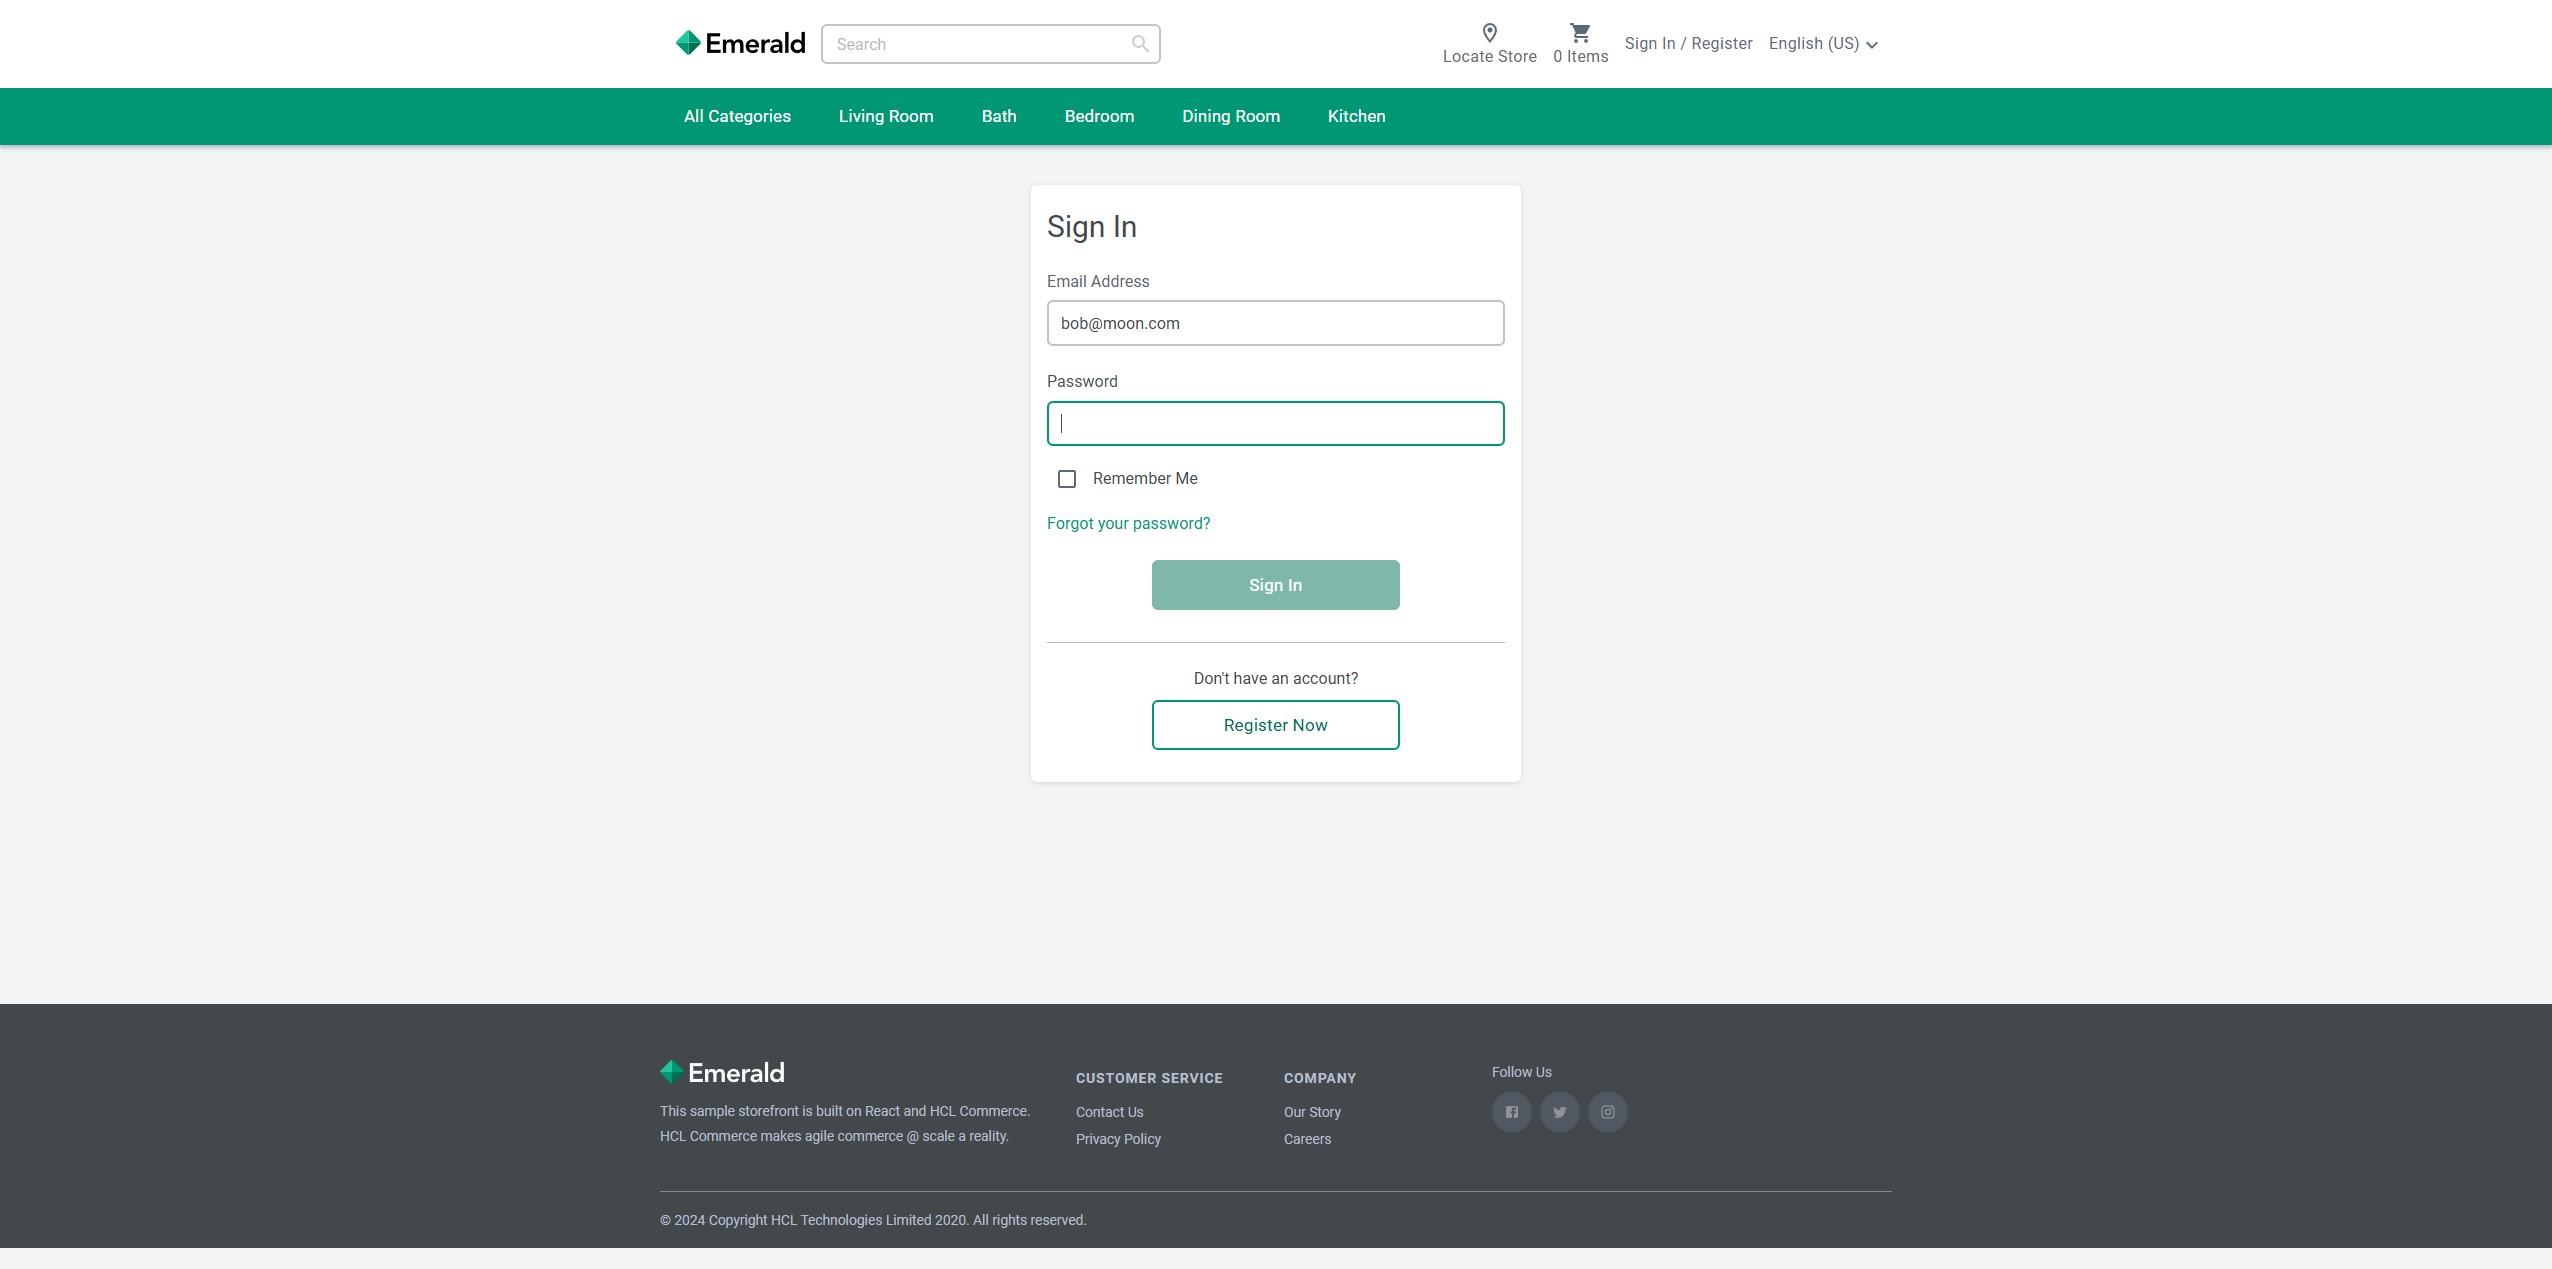 Emerald
Search
Locate Store
0 Items
Sign In / Register
English (US)
All Categories
Living Room
Bath
Bedroom
Dining Room
Kitchen
Sign In
Email Address
bob@moon.com
Password
Remember Me
Forgot your password?
Sign In
Don't have an account?
Register Now
Emerald
This sample storefront is built on React and HCL Commerce.
HCL Commerce makes agile commerce @ scale a reality.
CUSTOMER SERVICE
Contact Us
Privacy Policy
COMPANY
Our Story
Careers
Follow Us
© 2024 Copyright HCL Technologies Limited 2020. All rights reserved.